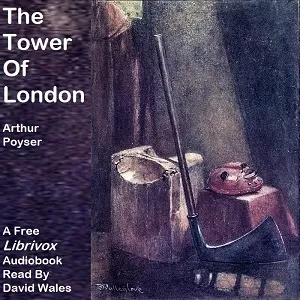 The
Tower
Of
London
Arthur
Poyser
A Free
Librivox
Audiobook
Read By
David Wales